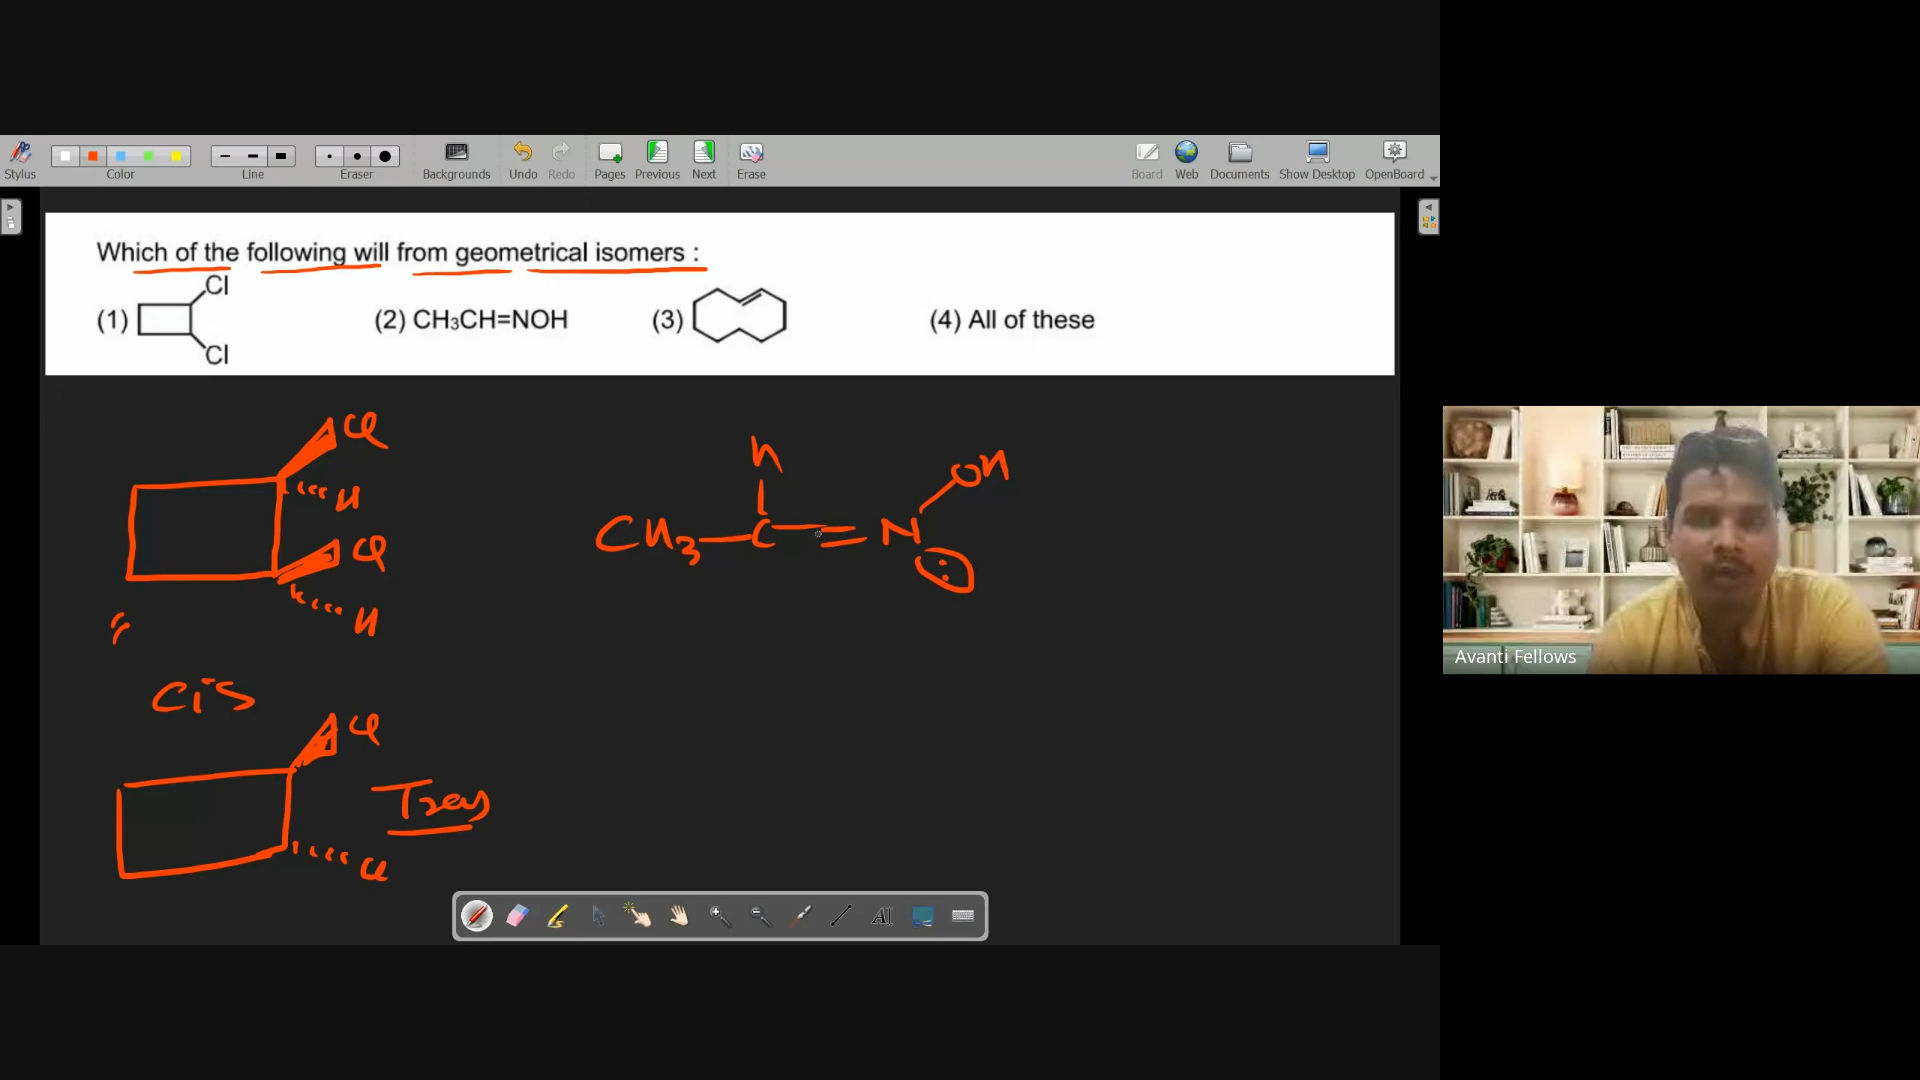 Stylus
Color
Line
Eraser
Backgrounds
Undo
Redo
Pages
Previous
Next
Erase
Board
Web
Documents
Show Desktop
OpenBoard
Which of the following will from geometrical isomers :
(1)
Cl
Cl
(2) CH₃CH=NOH
(3)
(4) All of these
Cl
H
Cl
H
Cis
Cl
Trans
Cl
H
OH
CH₃—C=N:
Avanti Fellows